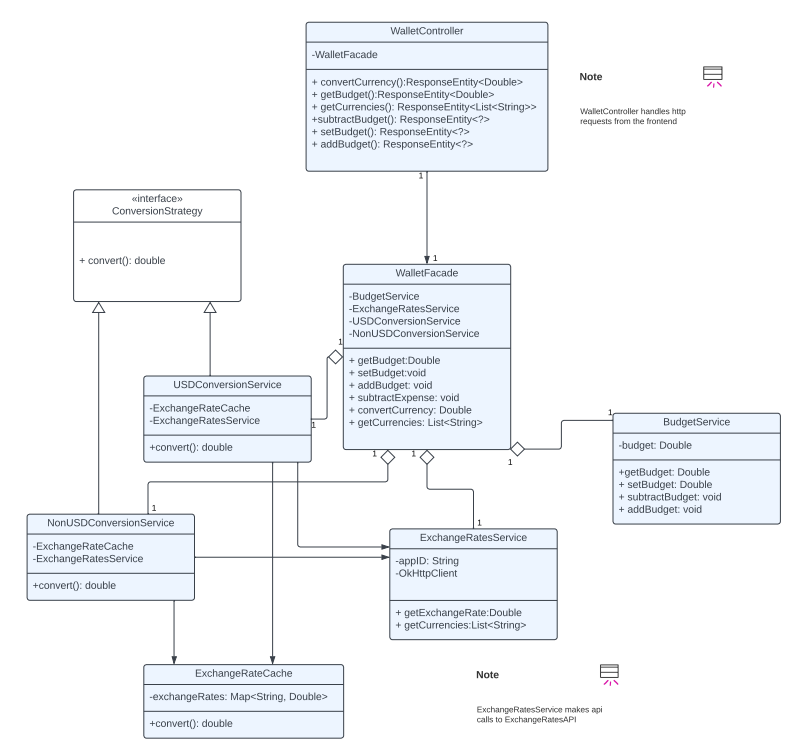 WalletController
-WalletFacade
+ convertCurrency():ResponseEntity<Double>
+ getBudget():ResponseEntity<Double>
+ getCurrencies(): ResponseEntity<List<String>>
+subtractBudget(): ResponseEntity<?>
+ setBudget(): ResponseEntity<?>
+ addBudget(): ResponseEntity<?>
Note
WalletController handles http
requests from the frontend
1
1
«interface»
ConversionStrategy
+ convert(): double
WalletFacade
-BudgetService
-ExchangeRatesService
-USDConversionService
-NonUSDConversionService
+ getBudget:Double
+ setBudget:void
+ addBudget: void
+ subtractExpense: void
+ convertCurrency: Double
+ getCurrencies: List<String>
1
1
USDConversionService
-ExchangeRateCache
-ExchangeRatesService
+convert(): double
1
1
BudgetService
-budget: Double
+getBudget: Double
+ setBudget: Double
+ subtractBudget: void
+ addBudget: void
1
1
1
1
NonUSDConversionService
-ExchangeRateCache
-ExchangeRatesService
+convert(): double
ExchangeRatesService
-appID: String
-OkHttpClient
+ getExchangeRate:Double
+ getCurrencies:List<String>
ExchangeRateCache
-exchangeRates: Map<String, Double>
+convert(): double
Note
ExchangeRatesService makes api
calls to ExchangeRatesAPI